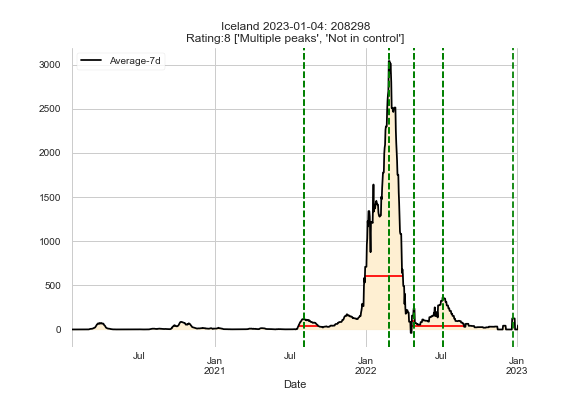 Iceland 2023-01-04: 208298
Rating:8 ['Multiple peaks', 'Not in control']
Average-7d
3000
2500
2000
1500
1000
500
0
Jul
Jan
2021
Jul
Jan
2022
Jul
Jan
2023
Date